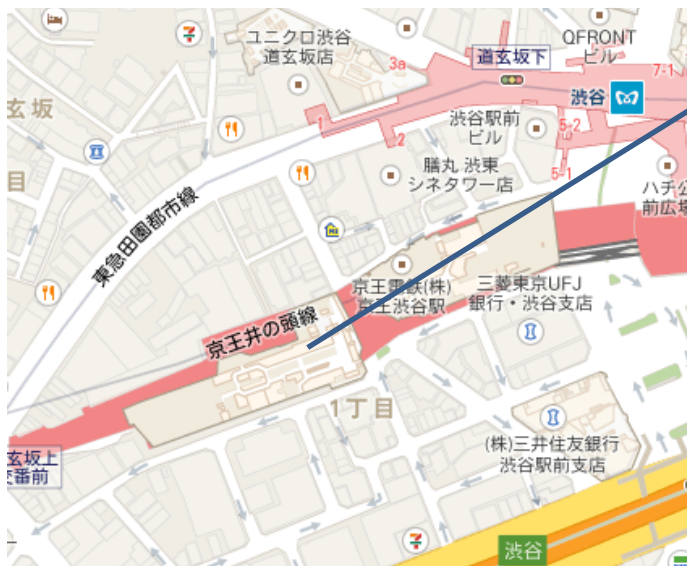 ユニクロ渋谷
道玄坂店
3a
道玄坂下
QFRONT
ビル
7-1
渋谷
玄坂
1
2
渋谷駅前
ビル
5-2
5-1
目
膳丸 渋東
シネタワー店
ハチ公
前広場
東急田園都市線
京王電鉄(株)
京王渋谷駅
三菱東京UFJ
銀行・渋谷支店
京王井の頭線
1丁目
玄坂上
交番前
(株)三井住友銀行
渋谷駅前支店
渋谷